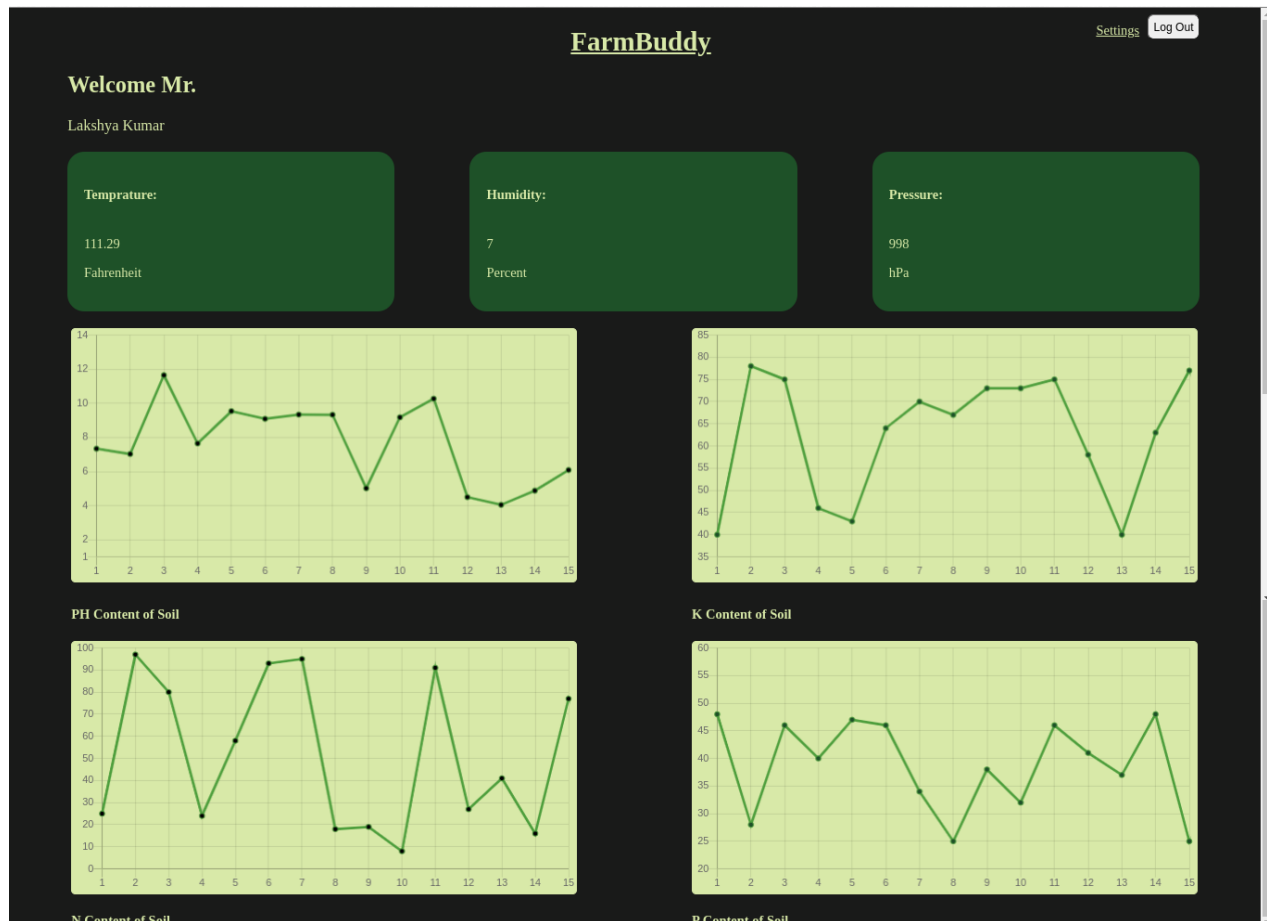 FarmBuddy
Settings Log Out
Welcome Mr.
Lakshya Kumar
Temprature:
111.29
Fahrenheit
Humidity:
7
Percent
Pressure:
998
hPa
14
12
10
8
6
4
2
1
1 2 3 4 5 6 7 8 9 10 11 12 13 14 15
PH Content of Soil
85
80
75
70
65
60
55
50
45
40
35
1 2 3 4 5 6 7 8 9 10 11 12 13 14 15
K Content of Soil
100
90
80
70
60
50
40
30
20
10
0
1 2 3 4 5 6 7 8 9 10 11 12 13 14 15
N Content of Soil
60
55
50
45
40
35
30
25
20
1 2 3 4 5 6 7 8 9 10 11 12 13 14 15
P Content of Soil